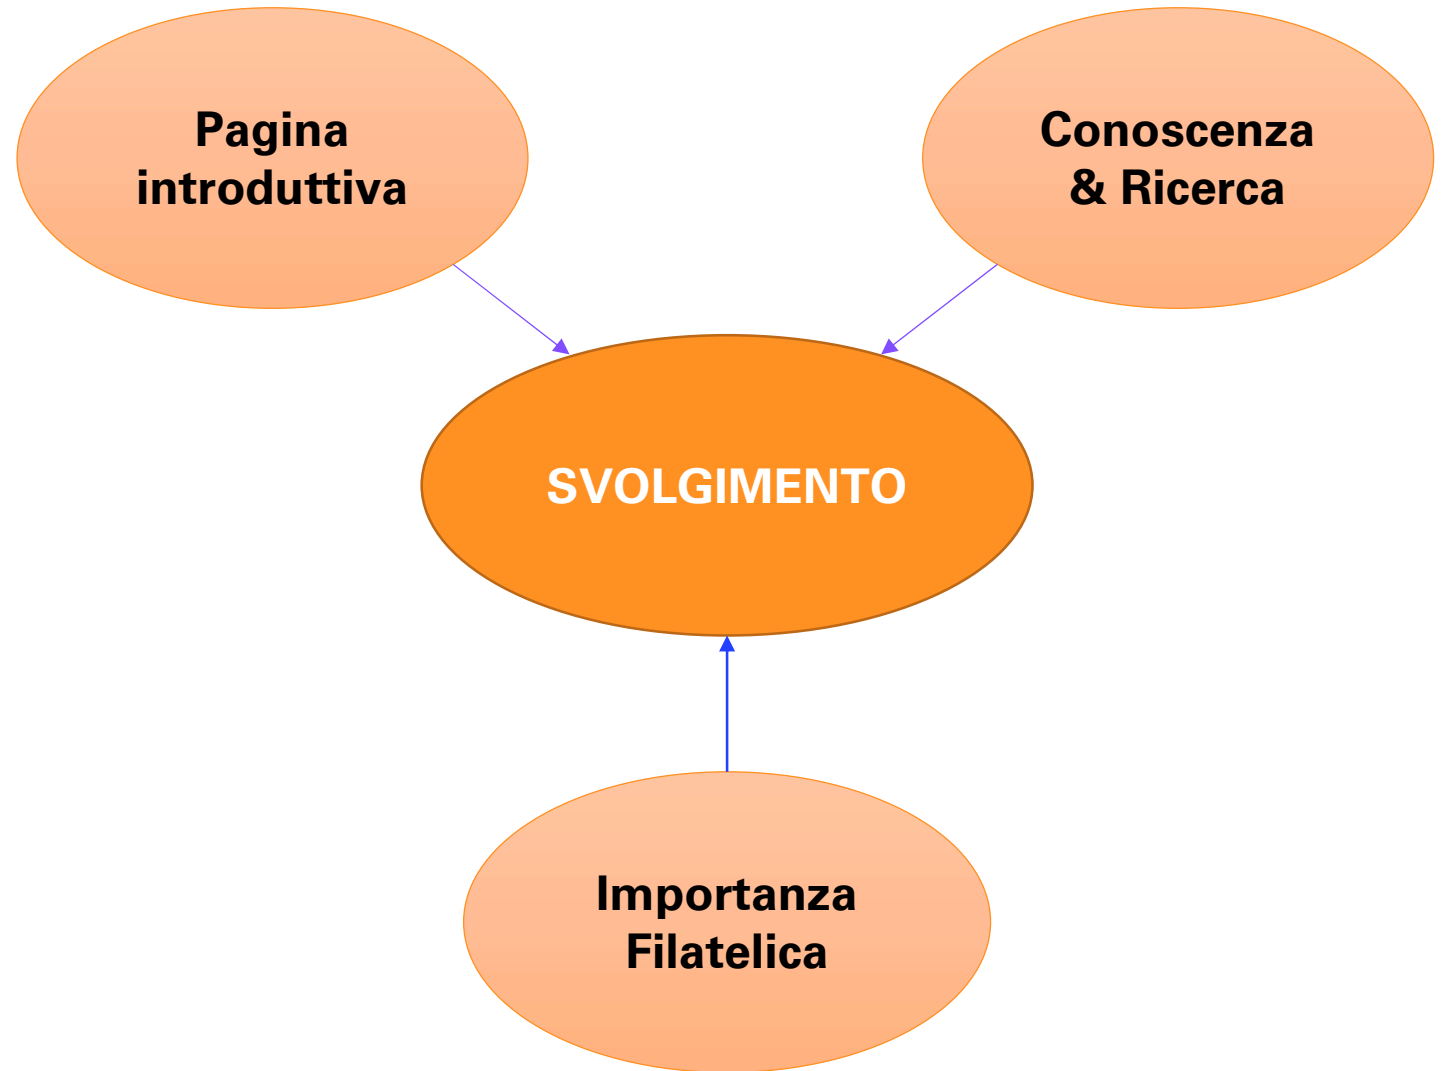 Pagina
introduttiva
Conoscenza
& Ricerca
SVOLGIMENTO
Importanza
Filatelica